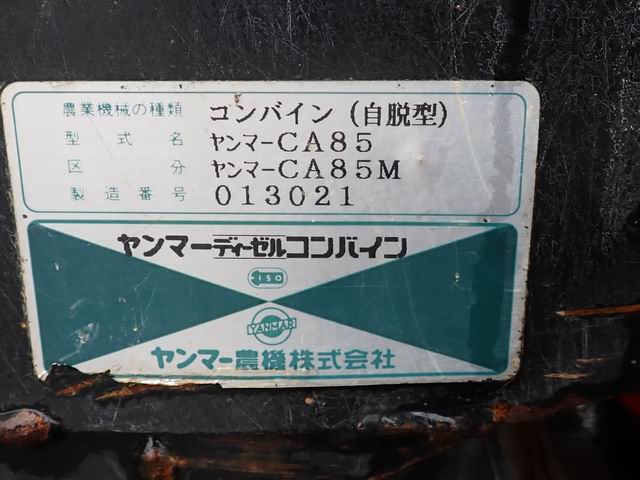 農業機械の種類 コンバイン(自脱型)
型式名 ヤンマーCA85
区分 ヤンマーCA85M
製造番号 013021
ヤンマーディーゼルコンバイン
ISO
YANMAR
ヤンマー農機株式会社